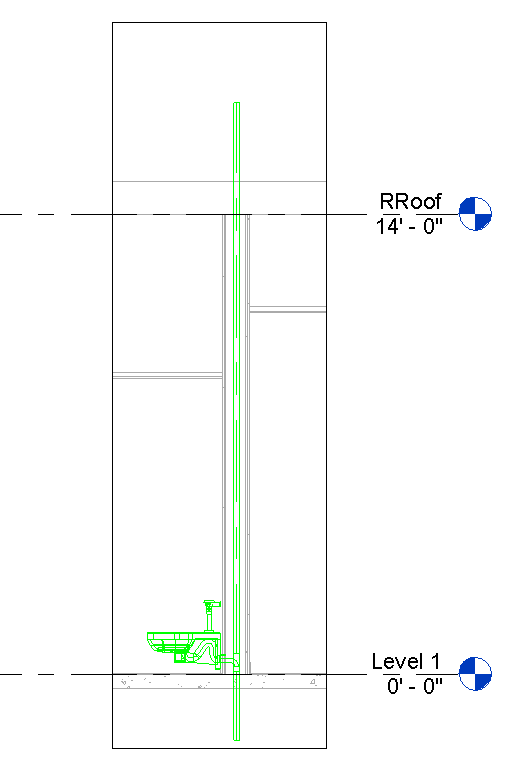 RRoof
14' - 0"
Level 1
0' - 0"